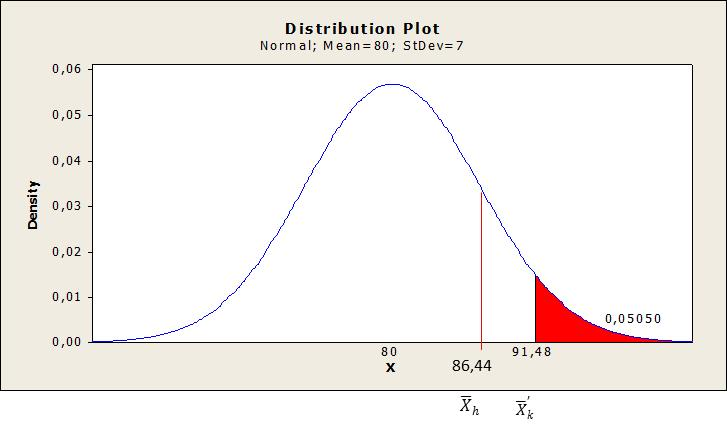 Distribution Plot
Normal; Mean=80; StDev=7
0,06
0,05
0,04
0,03
0,02
0,01
0,00
Density
0,05050
80
91,48
X
86,44
X̅h
X̅′k